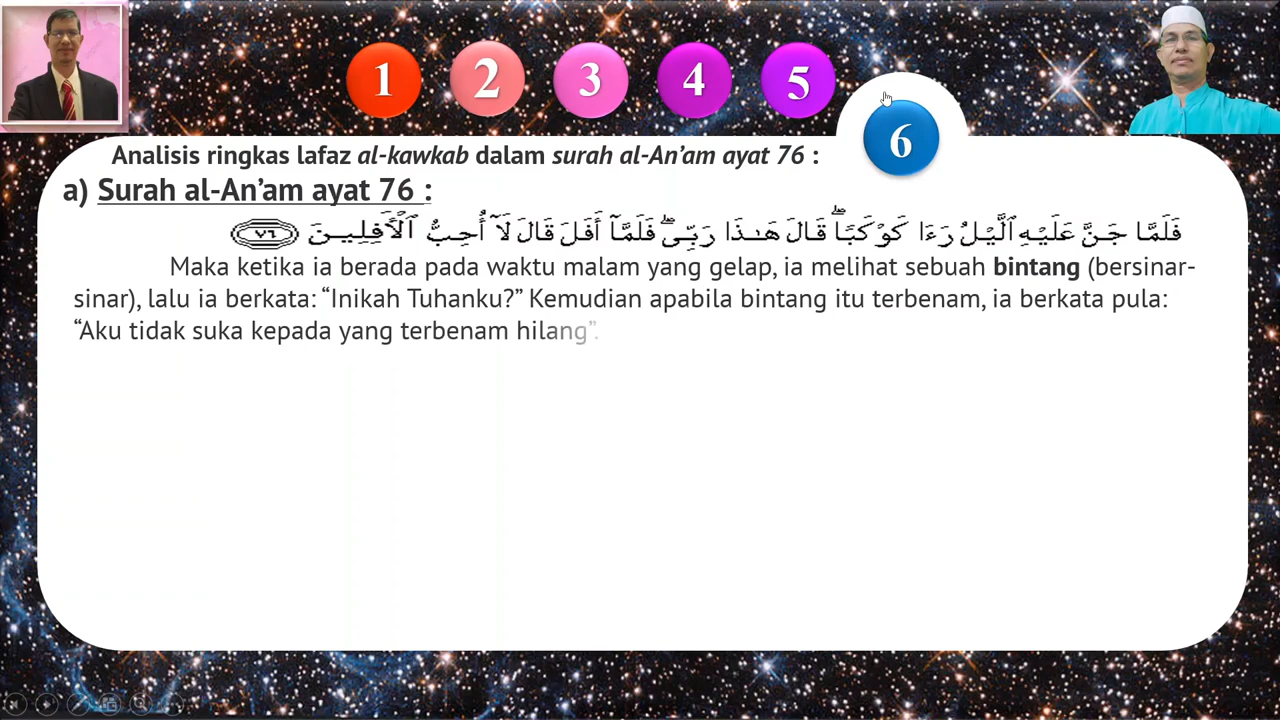 1 2 3 4 5
6
Analisis ringkas lafaz al-kawkab dalam surah al-An’am ayat 76 :
a) Surah al-An’am ayat 76 :
فَلَمَّا جَنَّ عَلَيْهِ ٱلَّيْلُ رَءَا كَوْكَبًاۖ قَالَ هَـٰذَا رَبِّىۖ فَلَمَّآ أَفَلَ قَالَ لَآ أُحِبُّ ٱلْأَفِلِينَ ٧٦
Maka ketika ia berada pada waktu malam yang gelap, ia melihat sebuah bintang (bersinar-
sinar), lalu ia berkata: “Inikah Tuhanku?” Kemudian apabila bintang itu terbenam, ia berkata pula:
“Aku tidak suka kepada yang terbenam hilang”.